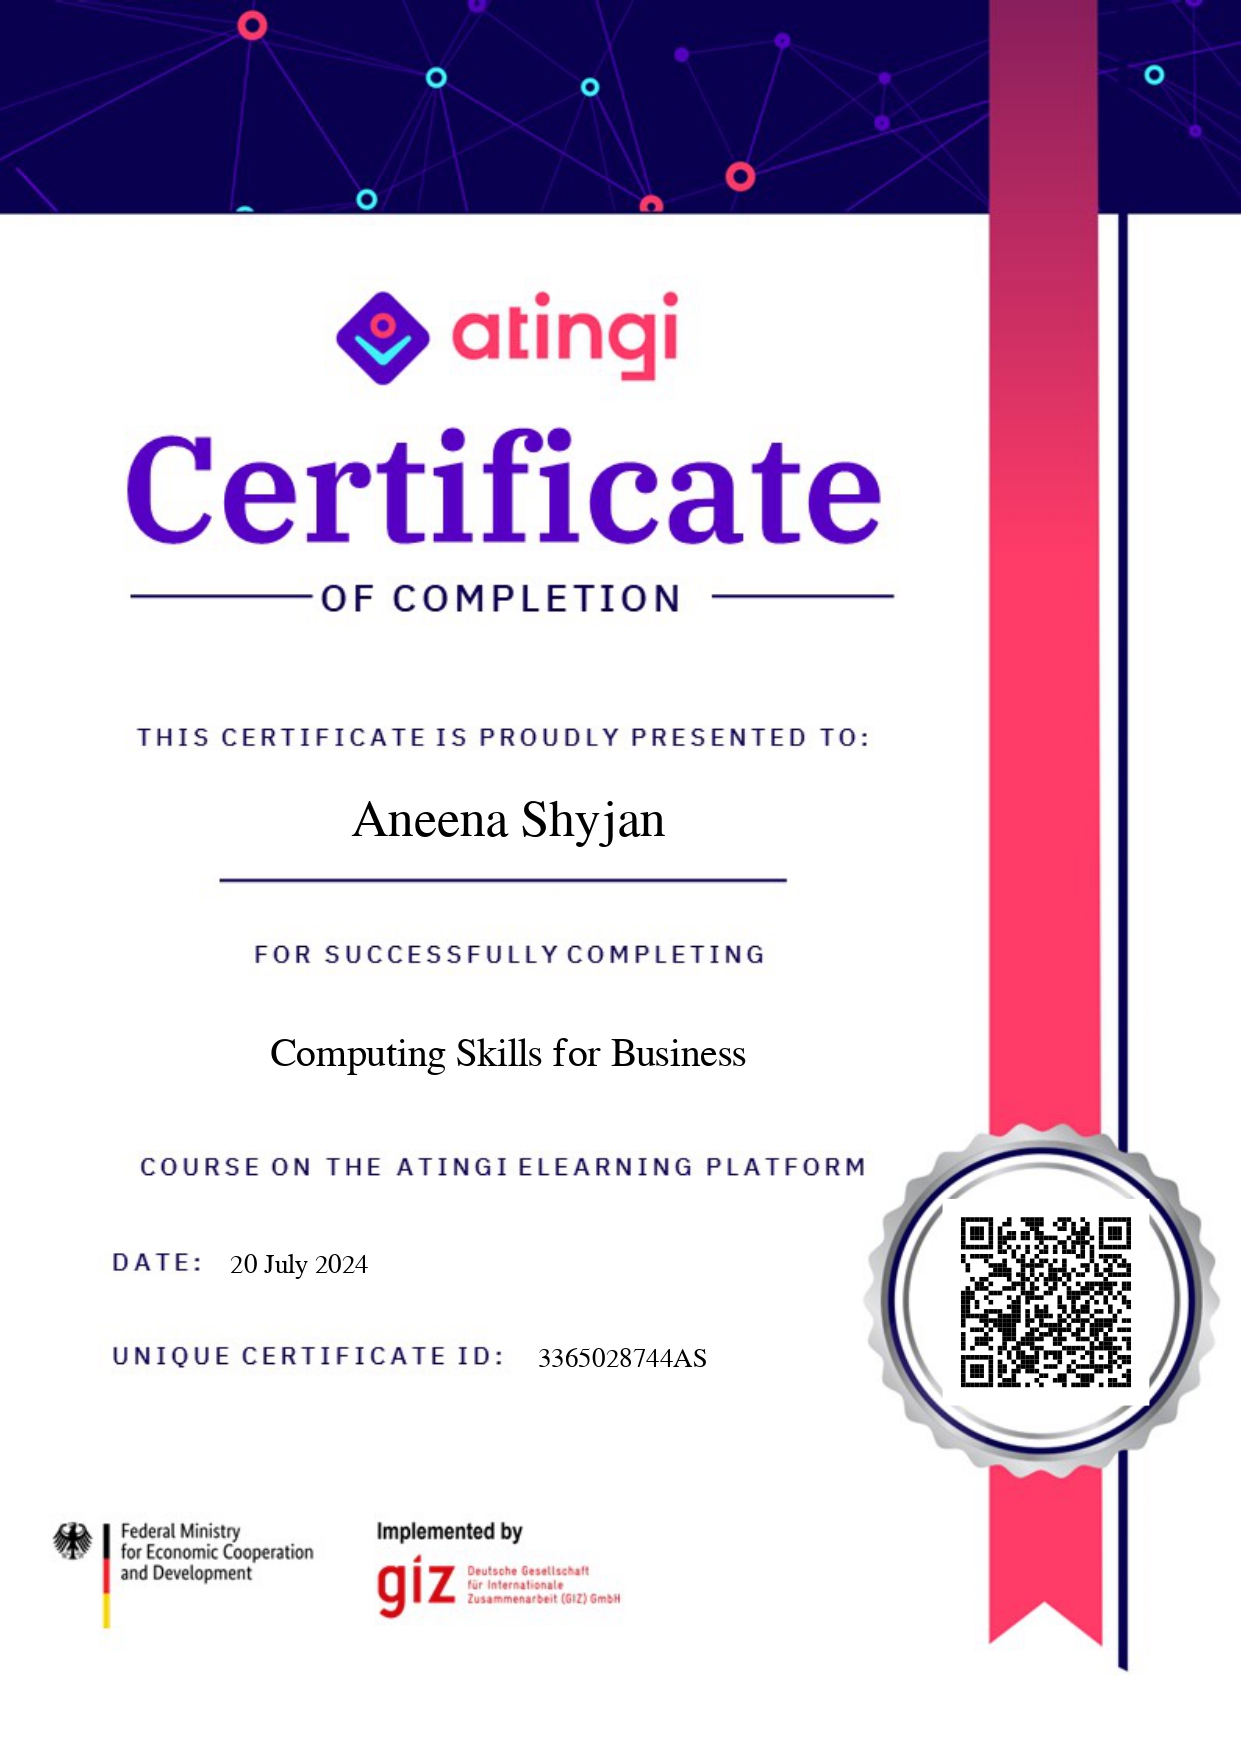 atingi
Certificate
OF COMPLETION
THIS CERTIFICATE IS PROUDLY PRESENTED TO:
Aneena Shyjan
FOR SUCCESSFULLY COMPLETING
Computing Skills for Business
COURSE ON THE ATINGI ELEARNING PLATFORM
DATE: 20 July 2024
UNIQUE CERTIFICATE ID: 3365028744AS
Federal Ministry
for Economic Cooperation
and Development
Implemented by
giz
Deutsche Gesellschaft
für Internationale
Zusammenarbeit (GIZ) GmbH